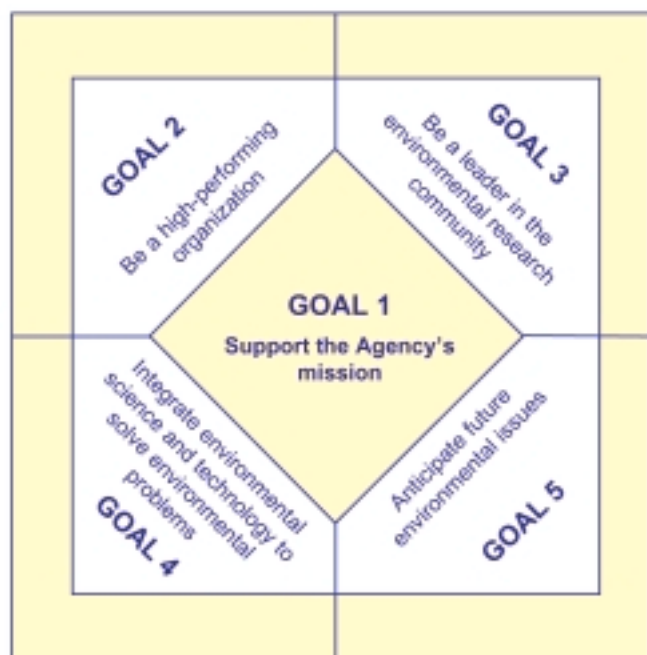 GOAL 2
Be a high-performing
organization
GOAL 3
Be a leader in the
environmental research
community
GOAL 1
Support the Agency's
mission
Integrate environmental
science and technology to
solve environmental
problems
GOAL 4
Anticipate future
environmental issues
GOAL 5